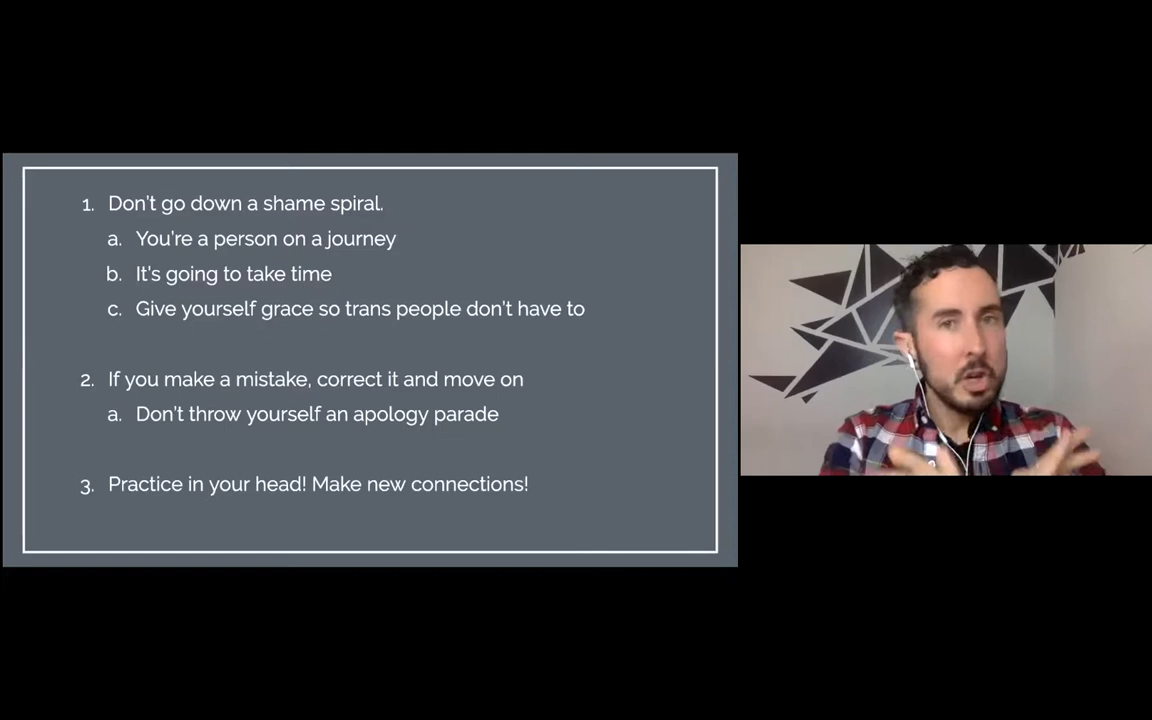 1. Don't go down a shame spiral.
a. You're a person on a journey
b. It's going to take time
c. Give yourself grace so trans people don't have to
2. If you make a mistake, correct it and move on
a. Don't throw yourself an apology parade
3. Practice in your head! Make new connections!